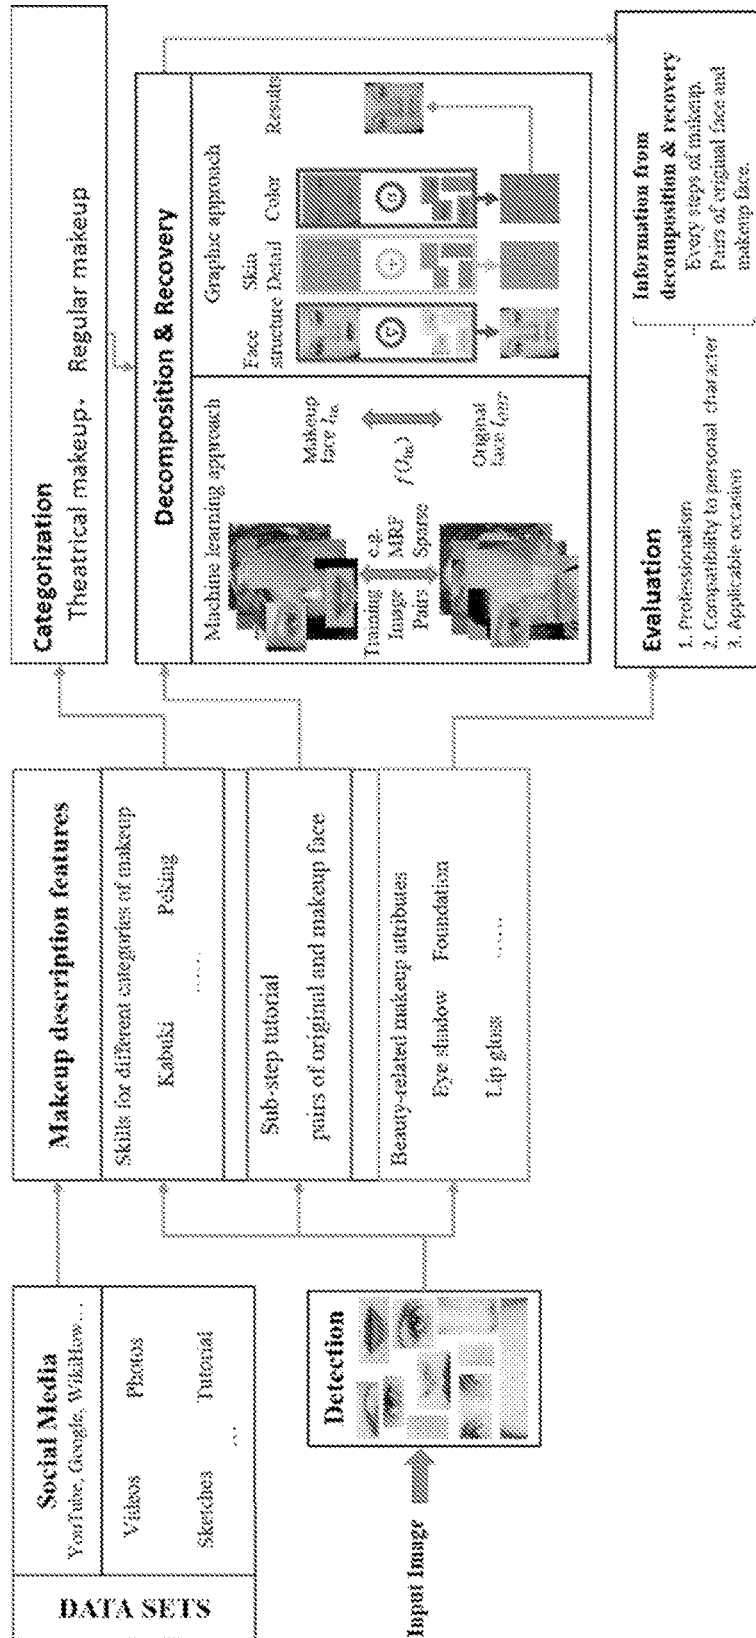 DATA SETS
Social Media
YouTube, Google, WikiHow…
Videos Photos
Sketches Tutorial
…
Input Image
Detection
Makeup description features
Skills for different categories of makeup
Kabuki Peking
……
Sub-step tutorial
pairs of original and makeup face
Beauty-related makeup attributes
Eye shadow Foundation
Lip gloss ……
Categorization
Theatrical makeup, Regular makeup
Decomposition & Recovery
Machine learning approach
Training
Image
Pairs
e.g.
MRF
Sparse
Makeup
face
Original
face
Graphic approach
Face
structure
Skin
Detail
Color
Results
Evaluation
1. Professionalism
2. Compatibility to personal character
3. Applicable occasion
Information from
decomposition & recovery
Every steps of makeup.
Pairs of original face and
makeup face.